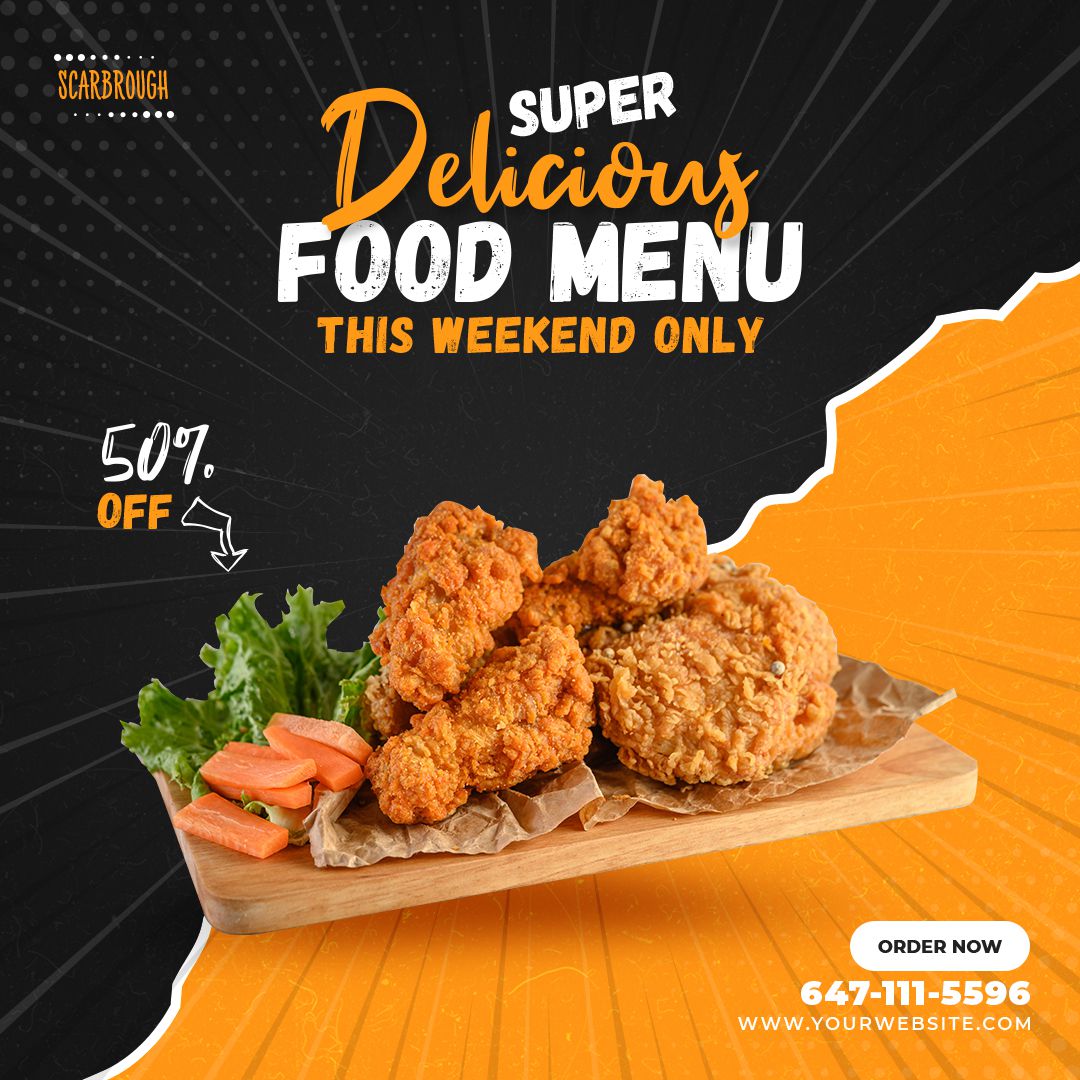 SCARBROUGH
SUPER
Delicious
FOOD MENU
THIS WEEKEND ONLY
50%
OFF
ORDER NOW
647-111-5596
WWW.YOURWEBSITE.COM